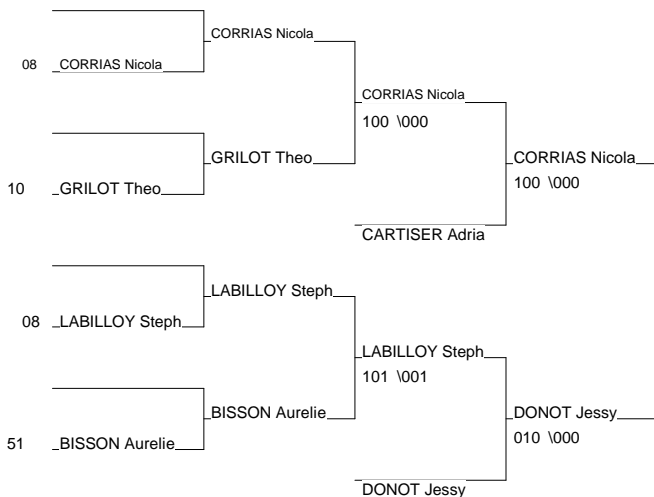 CORRIAS Nicola
08 CORRIAS Nicola
CORRIAS Nicola
100 \000
GRILOT Theo
CORRIAS Nicola
100 \000
10 GRILOT Theo
CARTISER Adria
LABILLOY Steph
08 LABILLOY Steph
LABILLOY Steph
101 \001
BISSON Aurelie
DONOT Jessy
010 \000
51 BISSON Aurelie
DONOT Jessy